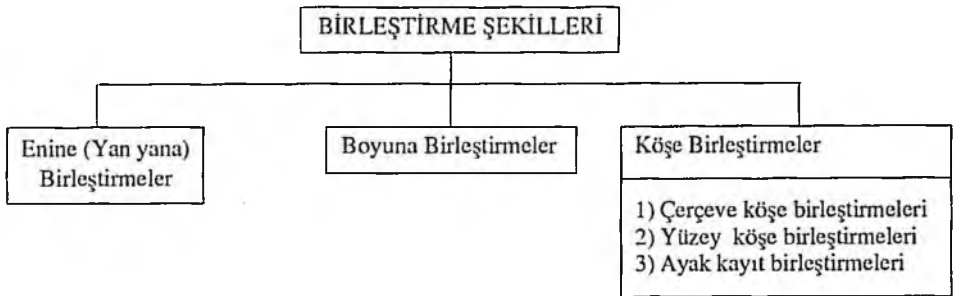 BİRLEŞTİRME ŞEKİLLERİ
Enine (Yan yana)
Birleştirmeler
Boyuna Birleştirmeler
Köşe Birleştirmeler
1) Çerçeve köşe birleştirmeleri
2) Yüzey köşe birleştirmeleri
3) Ayak kayıt birleştirmeleri